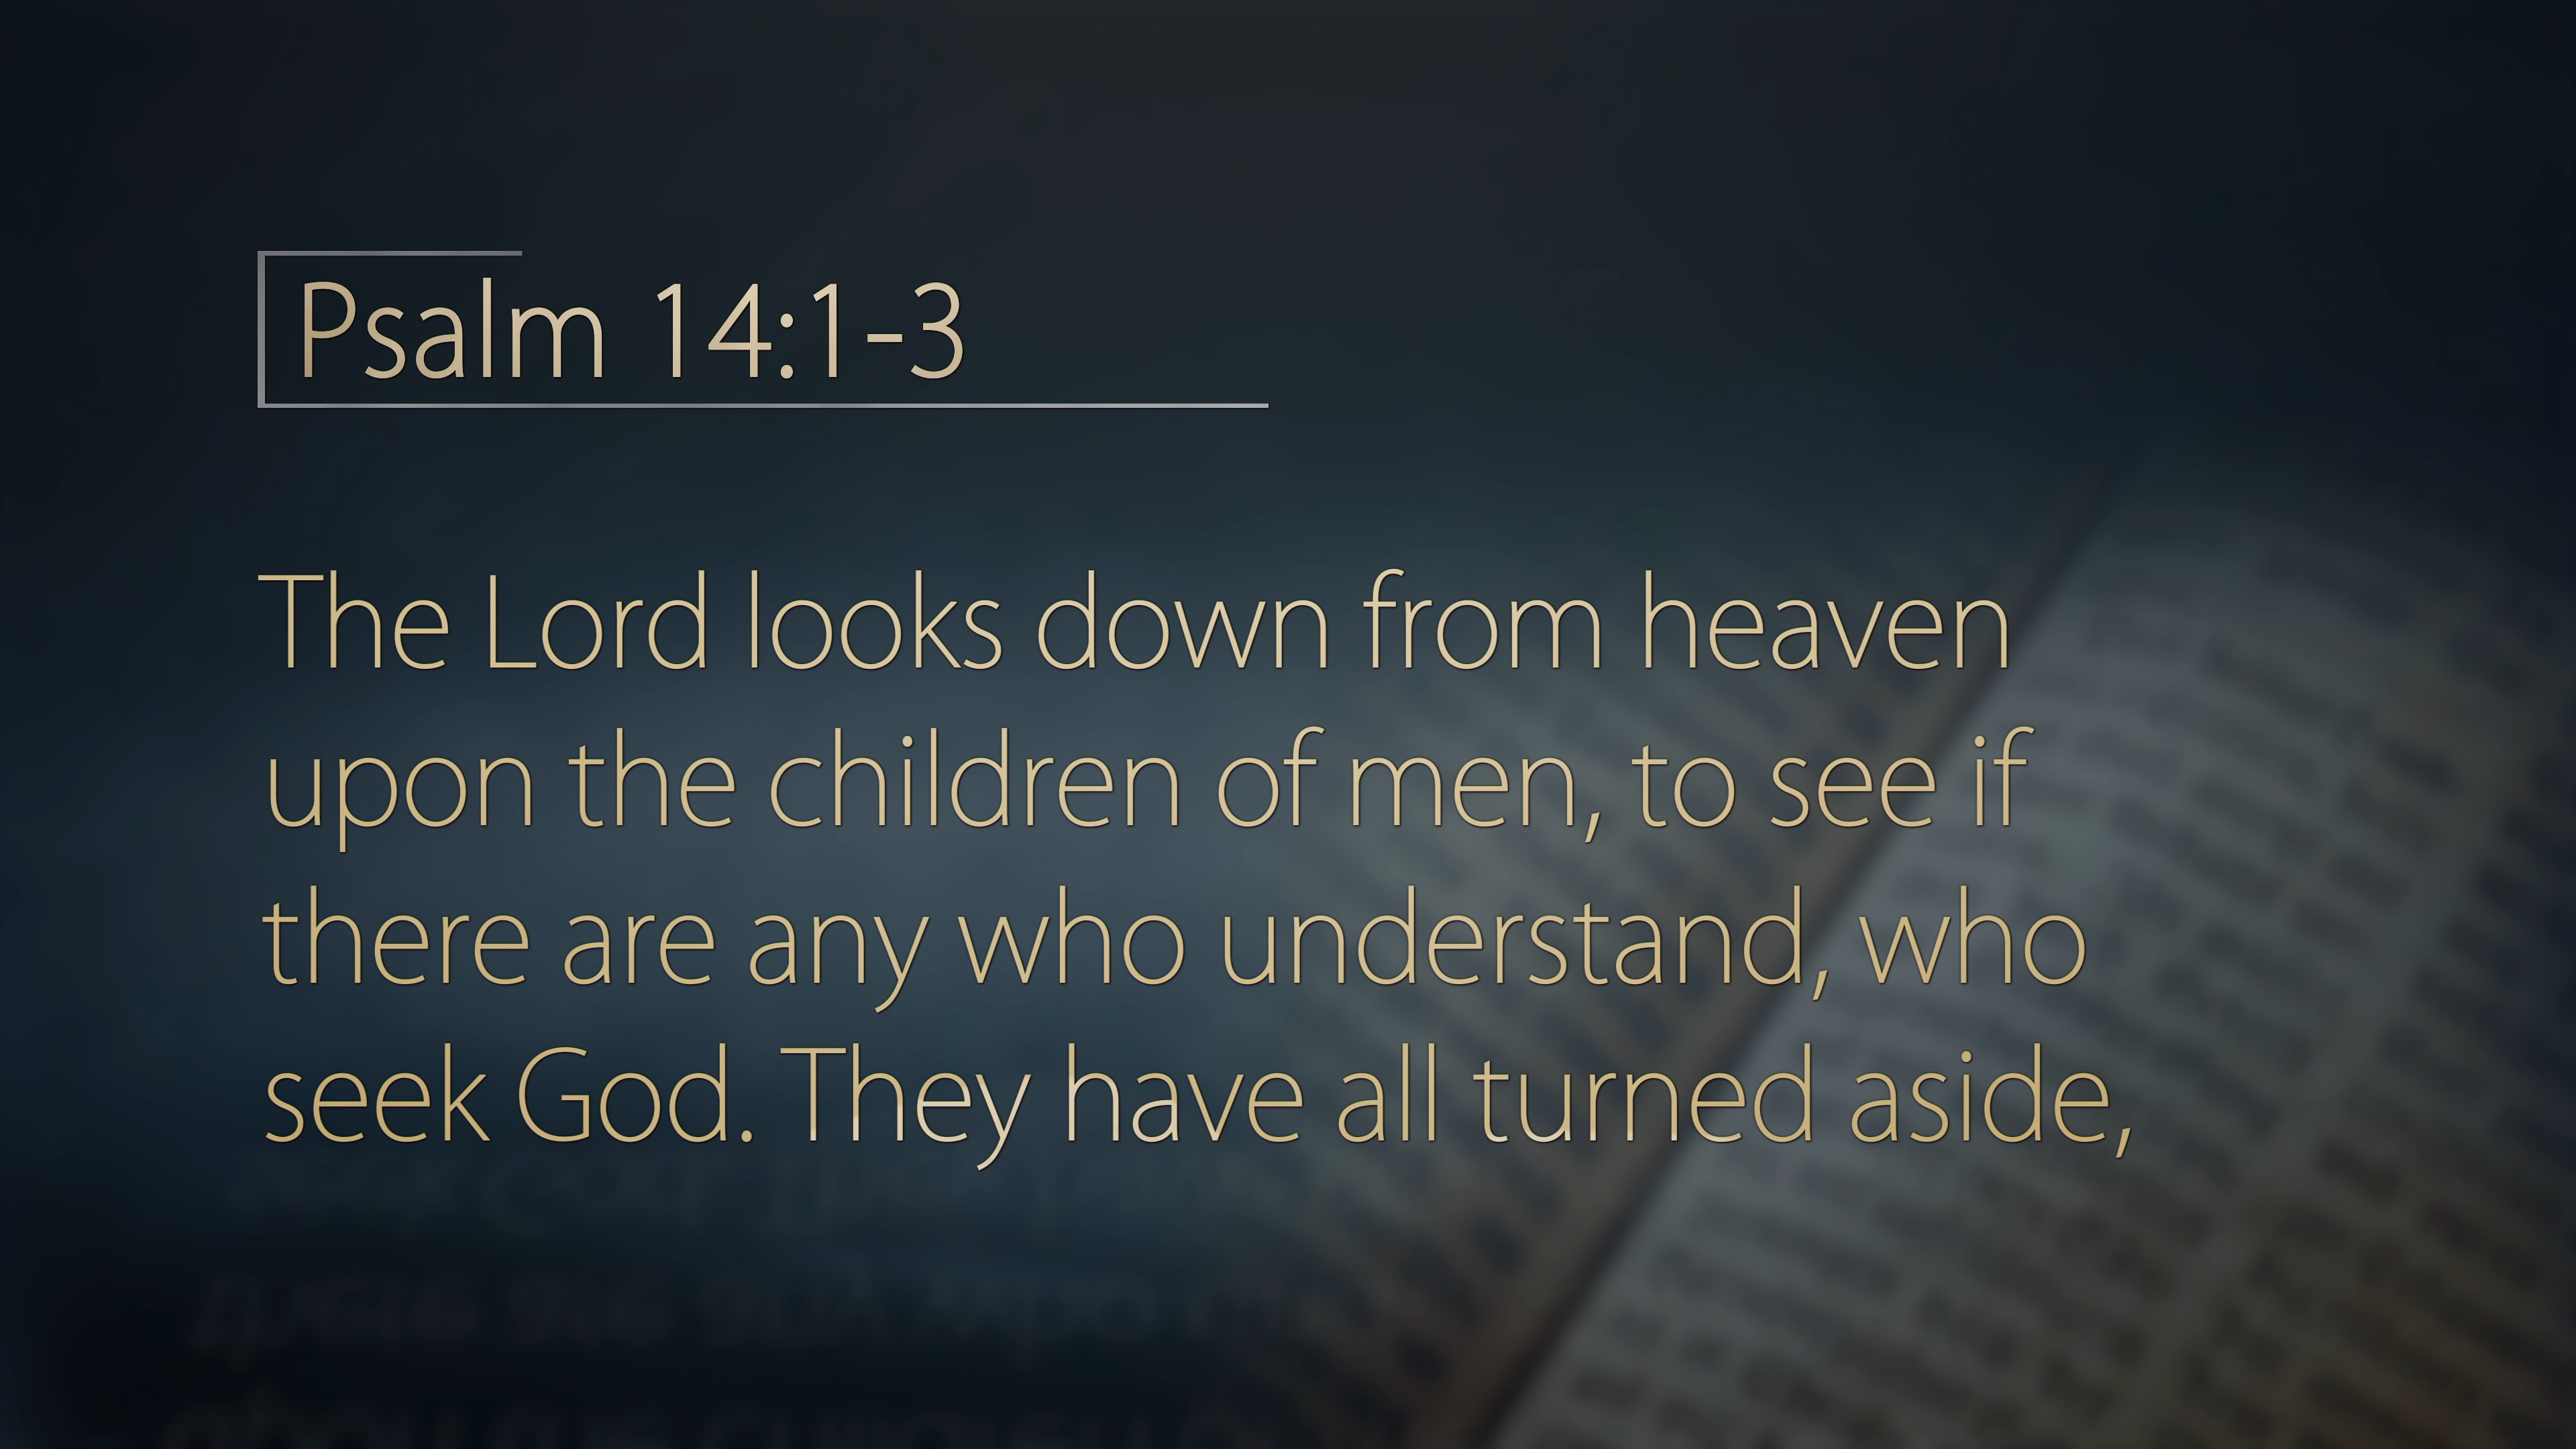 Psalm 14:1-3
The Lord looks down from heaven
upon the children of men, to see if
there are any who understand, who
seek God. They have all turned aside,